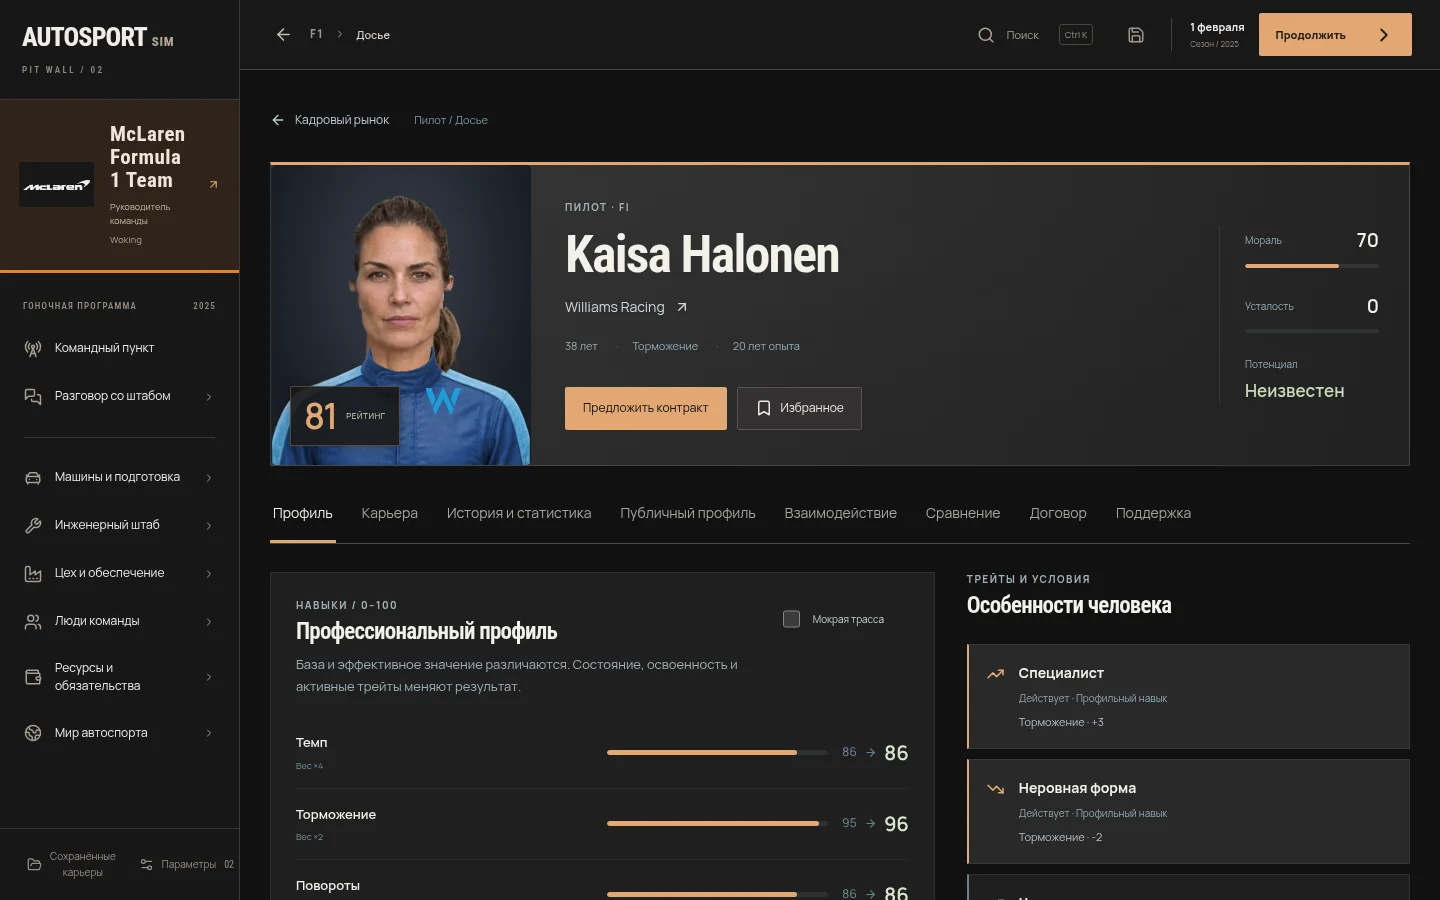 AUTOSPORT SIM
PIT WALL / 02
McLaren
McLaren
Formula
1 Team
Руководитель
команды
Woking
ГОНОЧНАЯ ПРОГРАММА 2025
Командный пункт
Разговор со штабом
Машины и подготовка
Инженерный штаб
Цех и обеспечение
Люди команды
Ресурсы и
обязательства
Мир автоспорта
Сохранённые
карьеры
Параметры 02
F1 Досье
Поиск Ctrl K
1 февраля
Сезон / 2025
Продолжить
Кадровый рынок Пилот / Досье
W
81 РЕЙТИНГ
ПИЛОТ · F1
Kaisa Halonen
Williams Racing
38 лет · Торможение · 20 лет опыта
Предложить контракт Избранное
Мораль 70
Усталость 0
Потенциал
Неизвестен
Профиль Карьера История и статистика Публичный профиль Взаимодействие Сравнение Договор Поддержка
НАВЫКИ / 0–100
Профессиональный профиль
Мокрая трасса
База и эффективное значение различаются. Состояние, освоенность и
активные трейты меняют результат.
Темп
Вес ×4
86 → 86
Торможение
Вес ×2
95 → 96
Повороты
86 → 86
ТРЕЙТЫ И УСЛОВИЯ
Особенности человека
Специалист
Действует · Профильный навык
Торможение · +3
Неровная форма
Действует · Профильный навык
Торможение · -2